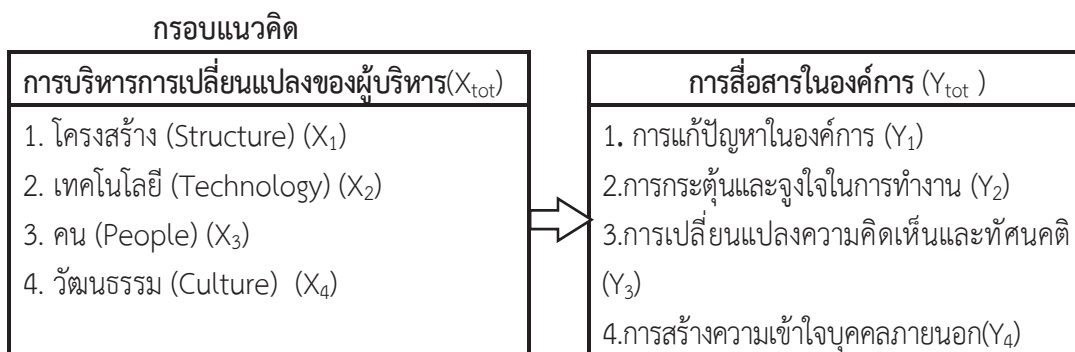 กรอบแนวคิด
การบริหารการเปลี่ยนแปลงของผู้บริหาร(Xtot)
1. โครงสร้าง (Structure) (X1)
2. เทคโนโลยี (Technology) (X2)
3. คน (People) (X3)
4. วัฒนธรรม (Culture) (X4)
การสื่อสารในองค์การ (Ytot )
1. การแก้ปัญหาในองค์การ (Y1)
2.การกระตุ้นและจูงใจในการทำงาน (Y2)
3.การเปลี่ยนแปลงความคิดเห็นและทัศนคติ
(Y3)
4.การสร้างความเข้าใจบุคคลภายนอก(Y4)